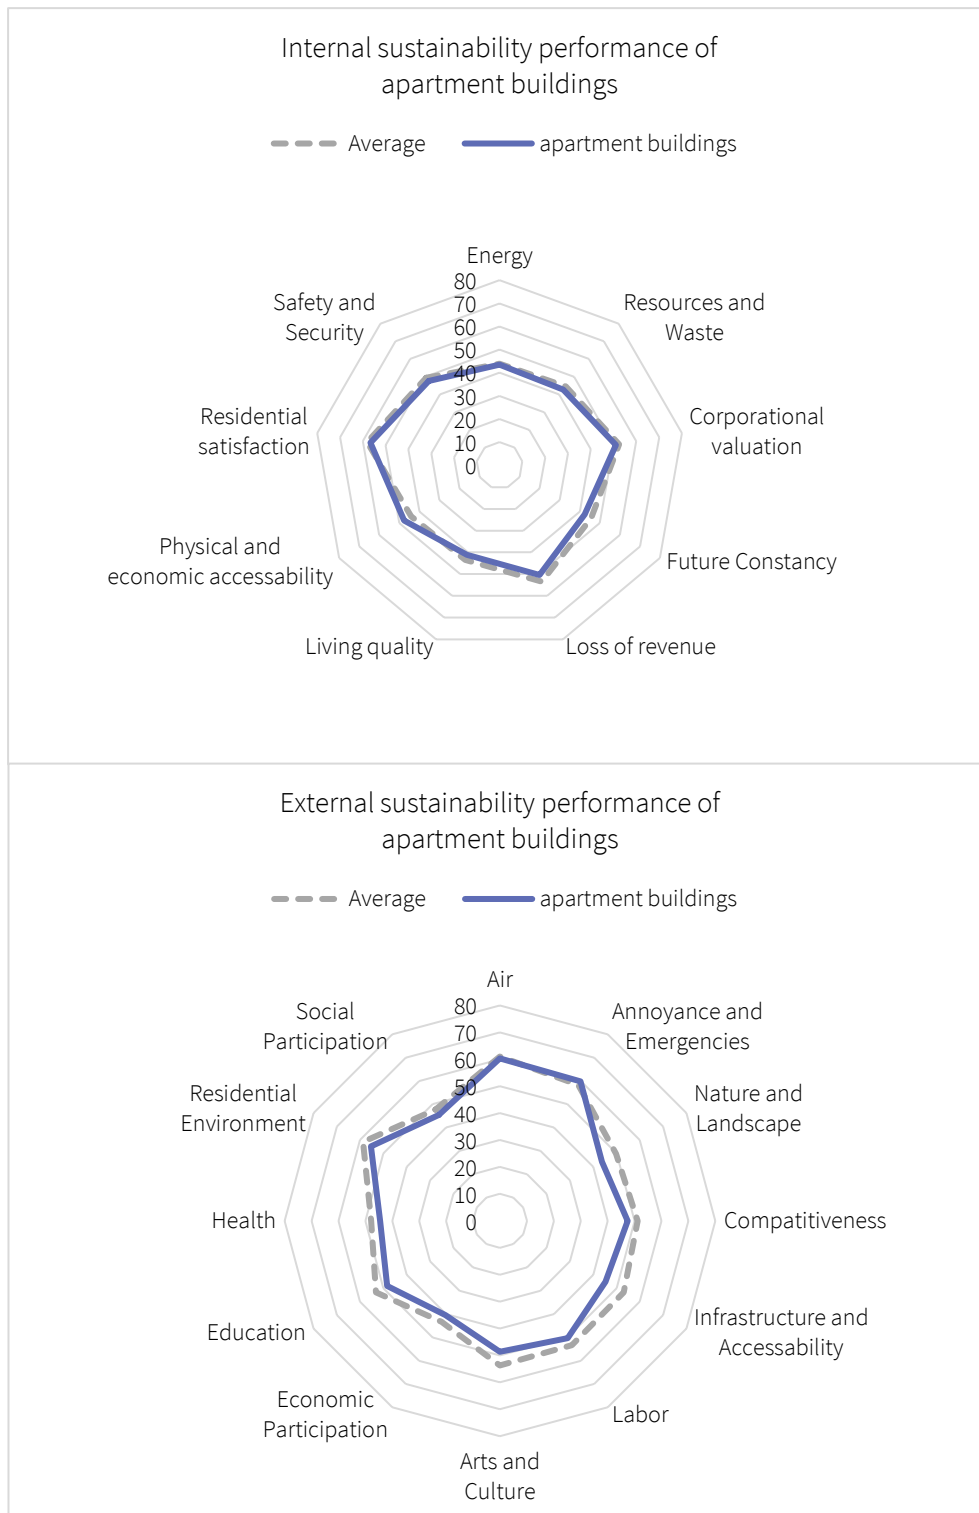 Internal sustainability performance of
apartment buildings
Average
apartment buildings
Energy
Resources and
Waste
Corporational
valuation
Future Constancy
Loss of revenue
Living quality
Physical and
economic accessability
Residential
satisfaction
Safety and
Security
80
70
60
50
40
30
20
10
0
External sustainability performance of
apartment buildings
Average
apartment buildings
Air
Annoyance and
Emergencies
Nature and
Landscape
Compatitiveness
Infrastructure and
Accessability
Labor
Arts and
Culture
Economic
Participation
Education
Health
Residential
Environment
Social
Participation
80
70
60
50
40
30
20
10
0